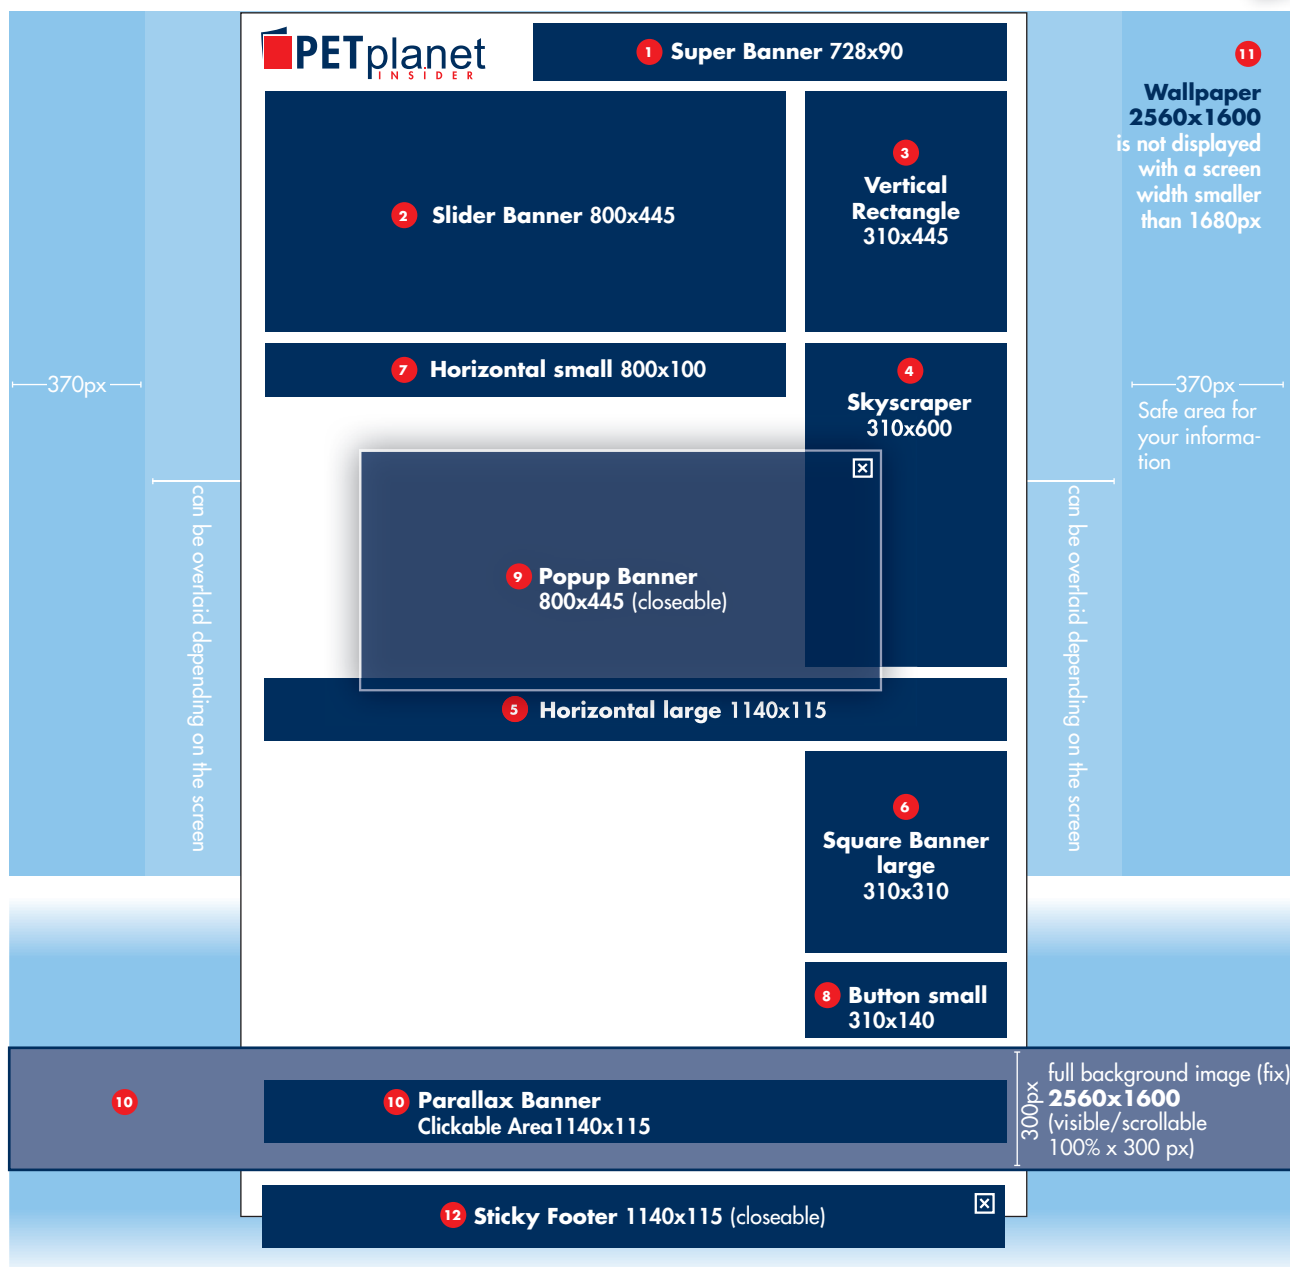 PETplanet
INSIDER
1 Super Banner 728x90
11
Wallpaper
2560x1600
is not displayed
with a screen
width smaller
than 1680px
2 Slider Banner 800x445
3
Vertical
Rectangle
310x445
7 Horizontal small 800x100
4
Skyscraper
310x600
370px
370px
Safe area for
your informa-
tion
can be overlaid depending on the screen
can be overlaid depending on the screen
9 Popup Banner
800x445 (closeable)
5 Horizontal large 1140x115
6
Square Banner
large
310x310
8 Button small
310x140
10
10 Parallax Banner
Clickable Area1140x115
300px
full background image (fix)
2560x1600
(visible/scrollable
100% x 300 px)
12 Sticky Footer 1140x115 (closeable)